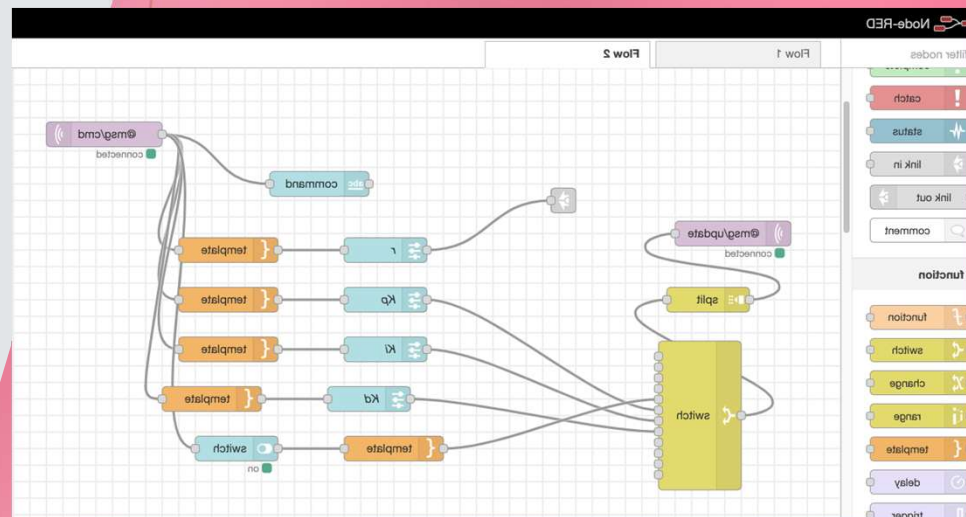 Node-RED
filter nodes
Flow 1
Flow 2
catch
status
link in
link out
comment
function
function
switch
change
range
template
delay
trigger
@msg/update
connected
split
switch
@msg/cmd
connected
abc
command
r
template
Kp
template
Ki
template
Kd
template
template
switch
on